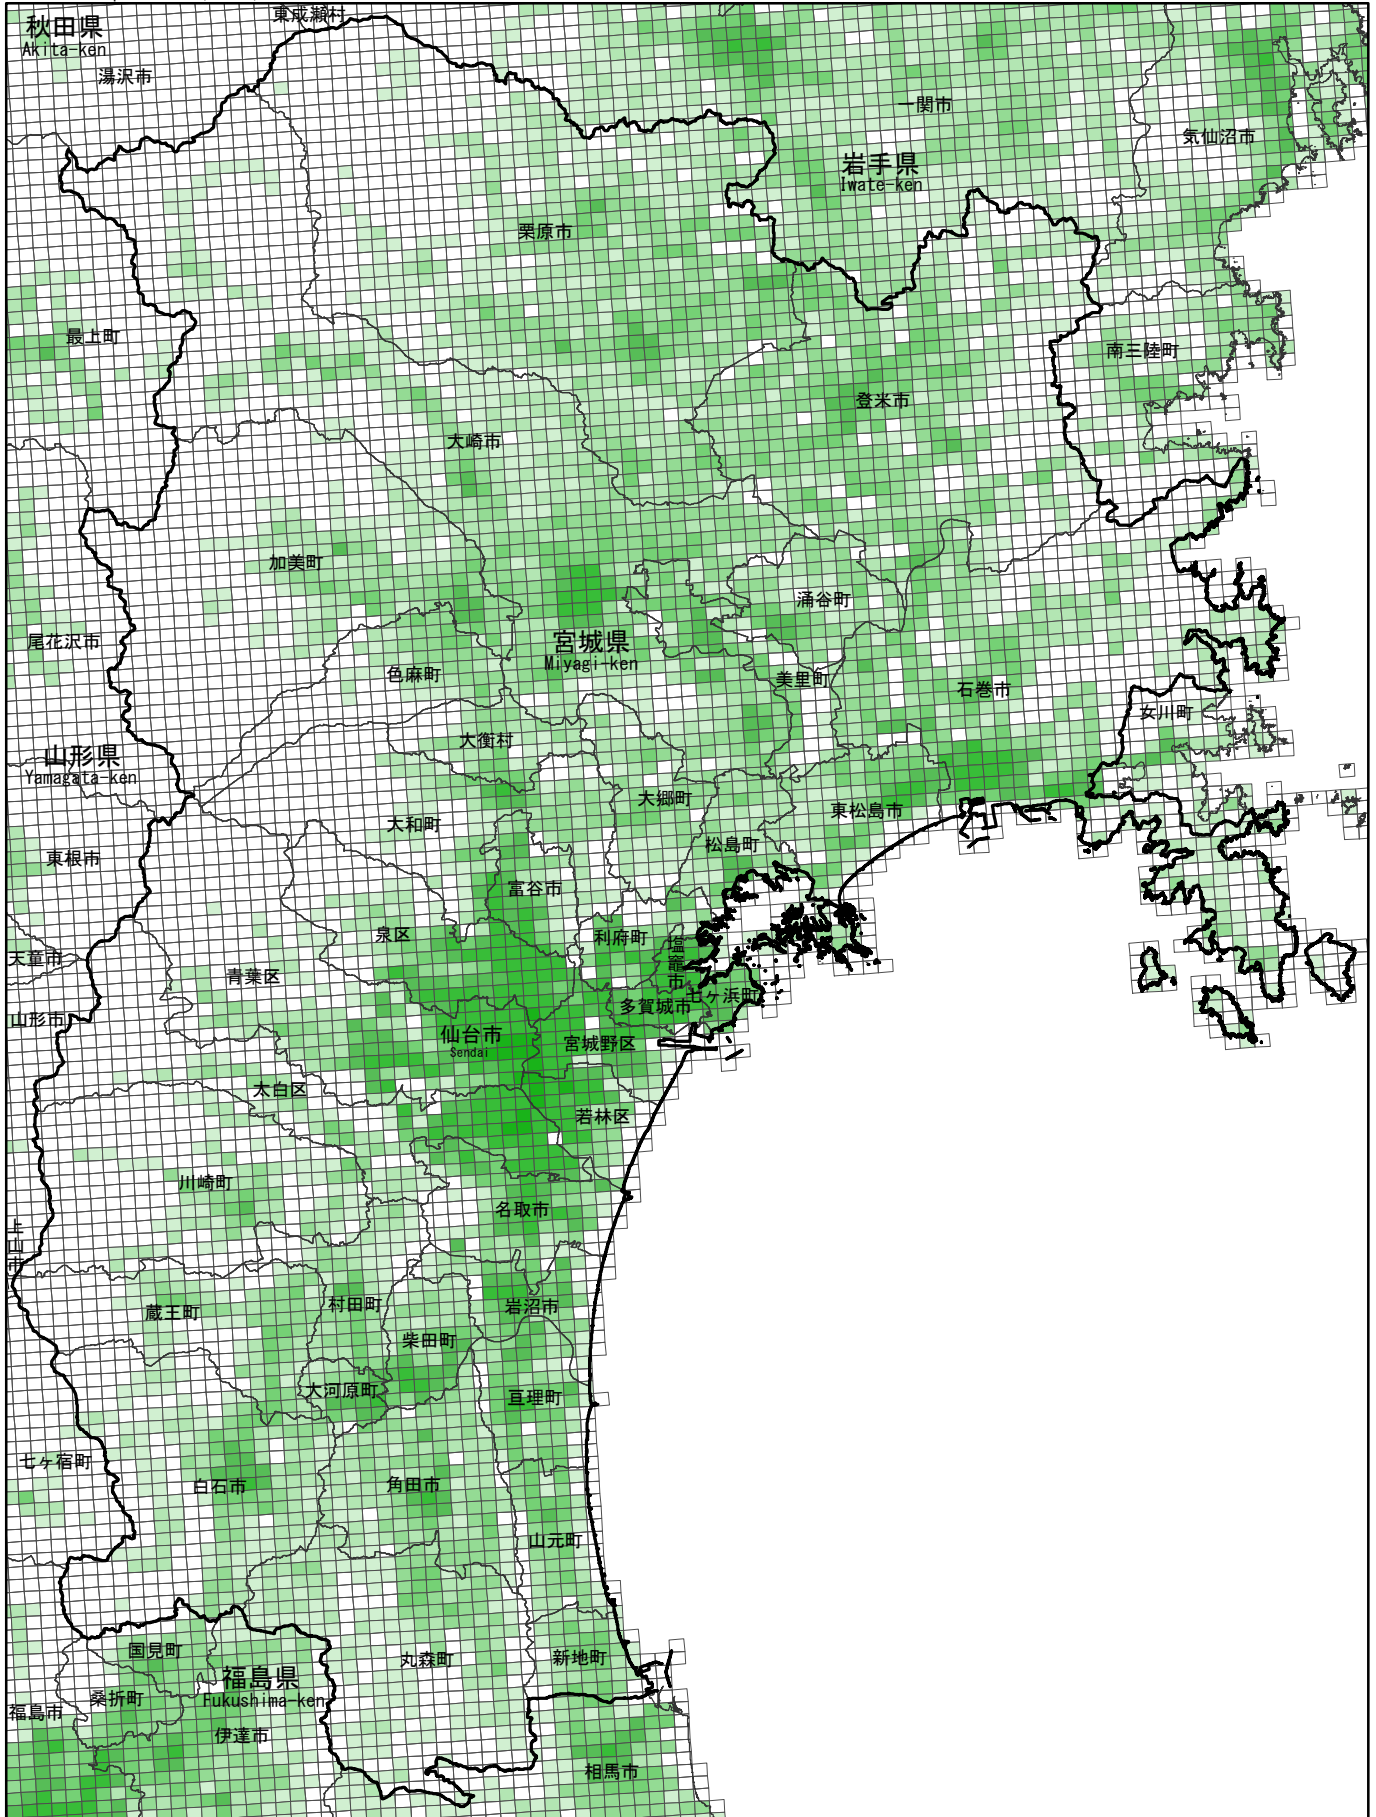 東成瀬村
秋田県
Akita-ken
湯沢市
一関市
気仙沼市
岩手県
Iwate-ken
栗原市
最上町
南三陸町
登米市
大崎市
加美町
涌谷町
尾花沢市
宮城県
Miyagi-ken
色麻町
美里町
石巻市
女川町
大衡村
山形県
Yamagata-ken
大郷町
東松島市
大和町
松島町
東根市
富谷市
泉区
利府町
塩竈市
天童市
青葉区
七ヶ浜町
多賀城市
山形市
仙台市
Sendai
宮城野区
太白区
若林区
川崎町
名取市
上山市
蔵王町
村田町
岩沼市
柴田町
大河原町
亘理町
七ヶ宿町
白石市
角田市
山元町
国見町
丸森町
新地町
福島県
Fukushima-ken
桑折町
福島市
伊達市
相馬市